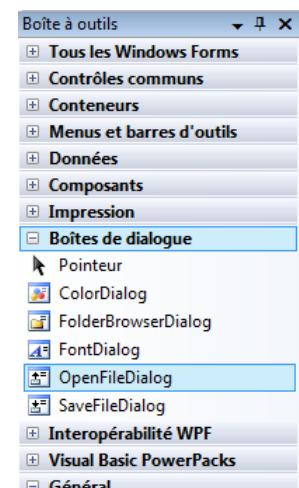 Boîte à outils
Tous les Windows Forms
Contrôles communs
Conteneurs
Menus et barres d'outils
Données
Composants
Impression
Boîtes de dialogue
Pointeur
ColorDialog
FolderBrowserDialog
FontDialog
OpenFileDialog
SaveFileDialog
Interopérabilité WPF
Visual Basic PowerPacks
Général